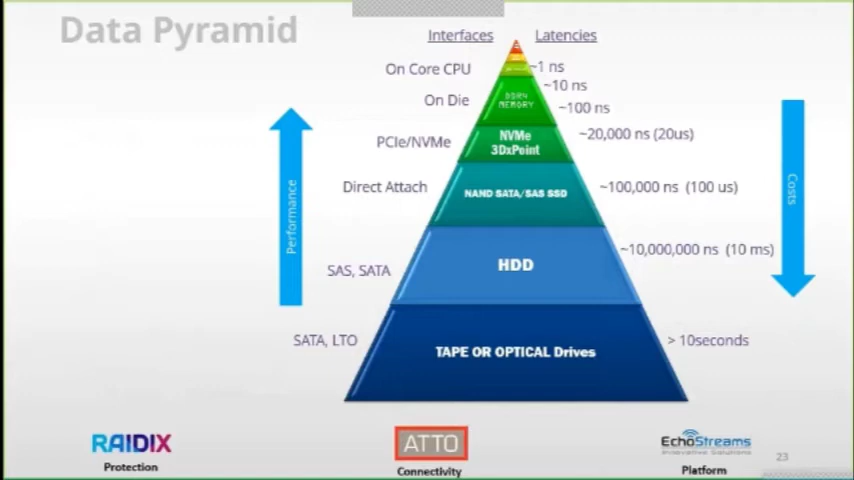 Data Pyramid
Interfaces Latencies
On Core CPU ~1 ns
~10 ns
On Die DDR4 MEMORY ~100 ns
PCIe/NVMe NVMe 3DxPoint ~20,000 ns (20us)
Direct Attach NAND SATA/SAS SSD ~100,000 ns (100 us)
Performance
Costs
SAS, SATA HDD ~10,000,000 ns (10 ms)
SATA, LTO TAPE OR OPTICAL Drives > 10seconds
RAIDIX
Protection
ATTO
Connectivity
EchoStreams
Innovative Solutions
Platform
23